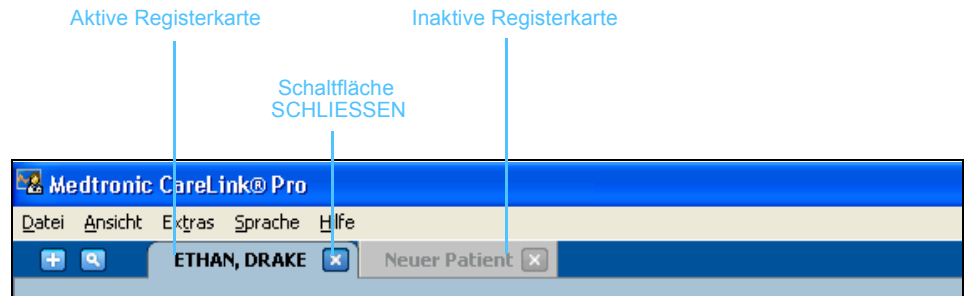 Aktive Registerkarte
Inaktive Registerkarte
Schaltfläche
SCHLIESSEN
Medtronic CareLink® Pro
Datei Ansicht Extras Sprache Hilfe
ETHAN, DRAKE Neuer Patient